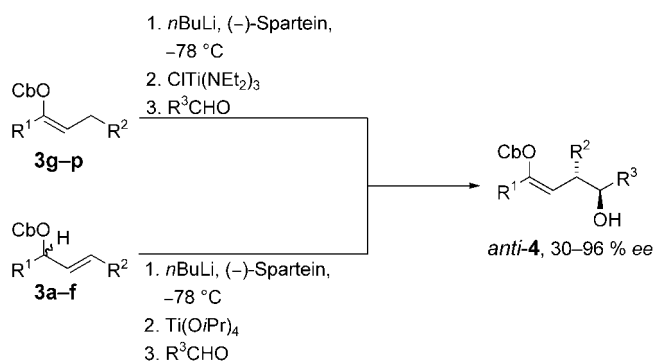 1. nBuLi, (−)-Spartein,
−78 °C
2. ClTi(NEt2)3
3. R3CHO
CbO
R1
R2
3g–p
CbO
H
R1
R2
3a–f
1. nBuLi, (−)-Spartein,
−78 °C
2. Ti(OiPr)4
3. R3CHO
CbO
R2
R1
R3
OH
anti-4, 30–96 % ee